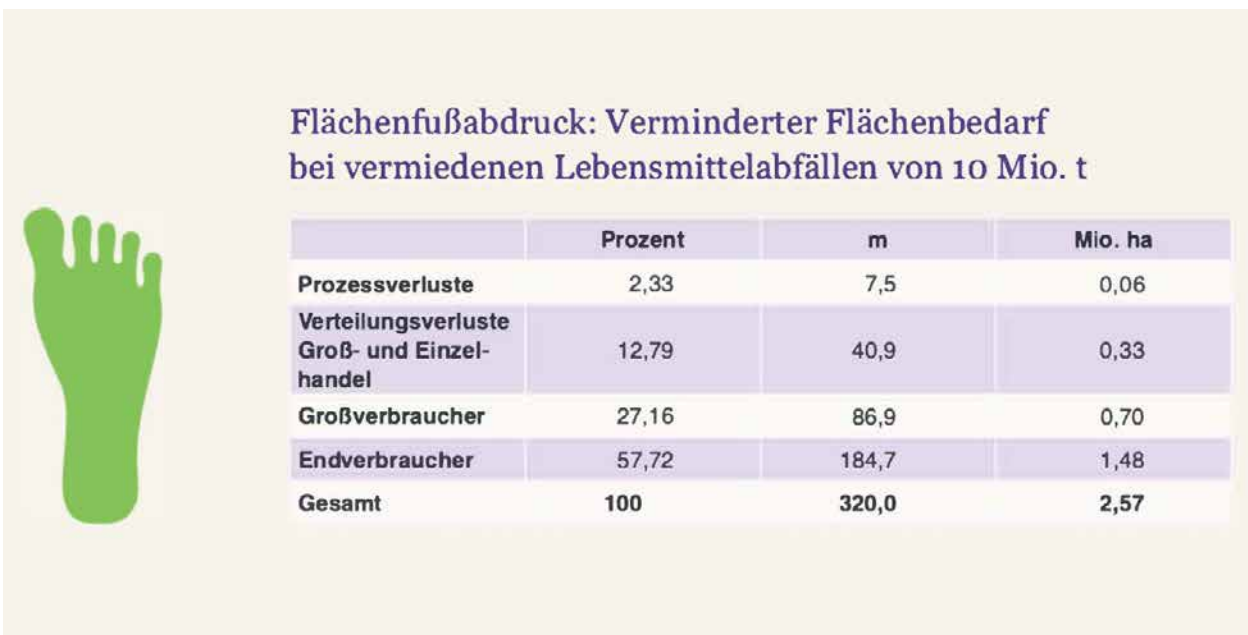 Flächenfußabdruck: Verminderter Flächenbedarf
bei vermiedenen Lebensmittelabfällen von 10 Mio. t
Prozent m Mio. ha
Prozessverluste 2,33 7,5 0,06
Verteilungsverluste
Groß- und Einzel- 12,79 40,9 0,33
handel
Großverbraucher 27,16 86,9 0,70
Endverbraucher 57,72 184,7 1,48
Gesamt 100 320,0 2,57